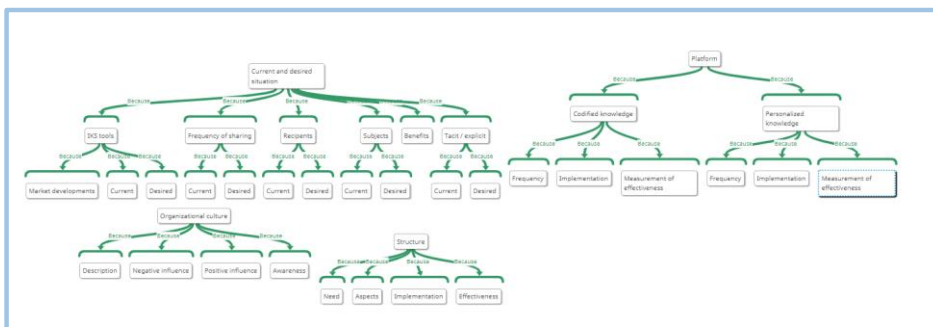 Current and desired
situation
Because
Because
Because
Because
Because
Because
IKS tools
Frequency of sharing
Recipents
Subjects
Benefits
Tacit / explicit
Because
Because
Because
Because
Because
Because
Because
Because
Because
Because
Because
Market developments
Current
Desired
Current
Desired
Current
Desired
Current
Desired
Current
Desired
Platform
Because
Because
Codified knowledge
Personalized
knowledge
Because
Because
Because
Because
Because
Because
Frequency
Implementation
Measurement of
effectiveness
Frequency
Implementation
Measurement of
effectiveness
Organizational culture
Because
Because
Because
Because
Description
Negative influence
Positive influence
Awareness
Structure
Because
Because
Because
Because
Need
Aspects
Implementation
Effectiveness